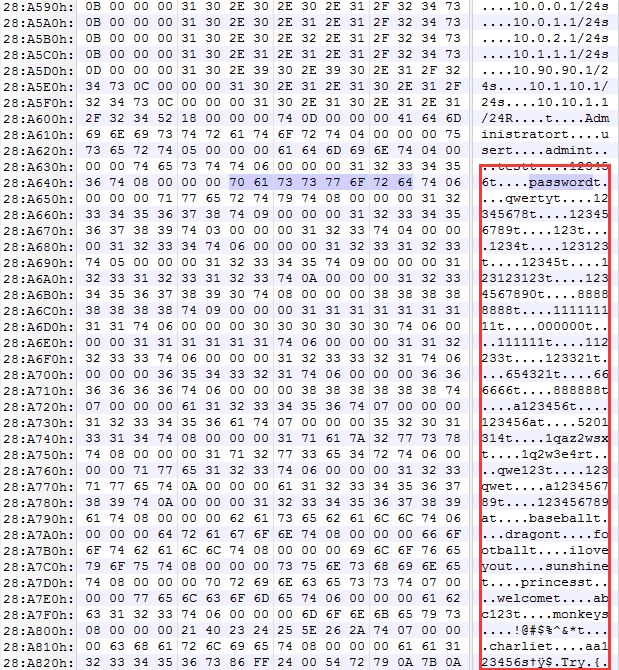 28:A590h: 0B 00 00 00 31 30 2E 30 2E 30 2E 31 2F 32 34 73 ....10.0.0.1/24s
28:A5A0h: 0B 00 00 00 31 30 2E 30 2E 31 2E 31 2F 32 34 73 ....10.0.1.1/24s
28:A5B0h: 0B 00 00 00 31 30 2E 30 2E 32 2E 31 2F 32 34 73 ....10.0.2.1/24s
28:A5C0h: 0B 00 00 00 31 30 2E 31 2E 31 2E 31 2F 32 34 73 ....10.1.1.1/24s
28:A5D0h: 0D 00 00 00 31 30 2E 39 30 2E 39 30 2E 31 2F 32 ....10.90.90.1/2
28:A5E0h: 34 73 0C 00 00 00 31 30 2E 31 2E 31 30 2E 31 2F 4s....10.1.10.1/
28:A5F0h: 32 34 73 0C 00 00 00 31 30 2E 31 30 2E 31 2E 31 24s....10.10.1.1
28:A600h: 2F 32 34 52 18 00 00 00 74 0D 00 00 00 41 64 6D /24R....t....Adm
28:A610h: 69 6E 69 73 74 72 61 74 6F 72 74 04 00 00 00 75 inistratort....u
28:A620h: 73 65 72 74 05 00 00 00 61 64 6D 69 6E 74 04 00 sert....admint..
28:A630h: 00 00 74 65 73 74 74 06 00 00 00 31 32 33 34 35 ..testt....12345
28:A640h: 36 74 08 00 00 00 70 61 73 73 77 6F 72 64 74 06 6t....passwordt.
28:A650h: 00 00 00 71 77 65 72 74 79 74 08 00 00 00 31 32 ...qwertyt....12
28:A660h: 33 34 35 36 37 38 74 09 00 00 00 31 32 33 34 35 345678t....12345
28:A670h: 36 37 38 39 74 03 00 00 00 31 32 33 74 04 00 00 6789t....123t...
28:A680h: 00 31 32 33 34 74 06 00 00 00 31 32 33 31 32 33 .1234t....123123
28:A690h: 74 05 00 00 00 31 32 33 34 35 74 09 00 00 00 31 t....12345t....1
28:A6A0h: 32 33 31 32 33 31 32 33 74 0A 00 00 00 31 32 33 23123123t....123
28:A6B0h: 34 35 36 37 38 39 30 74 08 00 00 00 38 38 38 38 4567890t....8888
28:A6C0h: 38 38 38 38 74 09 00 00 00 31 31 31 31 31 31 31 8888t....1111111
28:A6D0h: 31 31 74 06 00 00 00 30 30 30 30 30 30 74 06 00 11t....000000t..
28:A6E0h: 00 00 31 31 31 31 31 31 74 06 00 00 00 31 31 32 ..111111t....112
28:A6F0h: 32 33 33 74 06 00 00 00 31 32 33 33 32 31 74 06 233t....123321t.
28:A700h: 00 00 00 36 35 34 33 32 31 74 06 00 00 00 36 36 ...654321t....66
28:A710h: 36 36 36 36 74 06 00 00 00 38 38 38 38 38 38 74 6666t....888888t
28:A720h: 07 00 00 00 61 31 32 33 34 35 36 74 07 00 00 00 ....a123456t....
28:A730h: 31 32 33 34 35 36 61 74 07 00 00 00 35 32 30 31 123456at....5201
28:A740h: 33 31 34 74 08 00 00 00 31 71 61 7A 32 77 73 78 314t....1qaz2wsx
28:A750h: 74 08 00 00 00 31 71 32 77 33 65 34 72 74 06 00 t....1q2w3e4rt..
28:A760h: 00 00 71 77 65 31 32 33 74 06 00 00 00 31 32 33 ..qwe123t....123
28:A770h: 71 77 65 74 0A 00 00 00 61 31 32 33 34 35 36 37 qwet....a1234567
28:A780h: 38 39 74 0A 00 00 00 31 32 33 34 35 36 37 38 39 89t....123456789
28:A790h: 61 74 08 00 00 00 62 61 73 65 62 61 6C 6C 74 06 at....baseballt.
28:A7A0h: 00 00 00 64 72 61 67 6F 6E 74 08 00 00 00 66 6F ...dragont....fo
28:A7B0h: 6F 74 62 61 6C 6C 74 08 00 00 00 69 6C 6F 76 65 otballt....ilove
28:A7C0h: 79 6F 75 74 08 00 00 00 73 75 6E 73 68 69 6E 65 yout....sunshine
28:A7D0h: 74 08 00 00 00 70 72 69 6E 63 65 73 73 74 07 00 t....princesst..
28:A7E0h: 00 00 77 65 6C 63 6F 6D 65 74 06 00 00 00 61 62 ..welcomet....ab
28:A7F0h: 63 31 32 33 74 06 00 00 00 6D 6F 6E 6B 65 79 73 c123t....monkeys
28:A800h: 08 00 00 00 21 40 23 24 25 5E 26 2A 74 07 00 00 ....!@#$%^&*t...
28:A810h: 00 63 68 61 72 6C 69 65 74 08 00 00 00 61 61 31 .charliet....aa1
28:A820h: 32 33 34 35 36 73 86 FF 24 00 54 72 79 0A 7B 0A 23456s†ÿ$.Try.{.